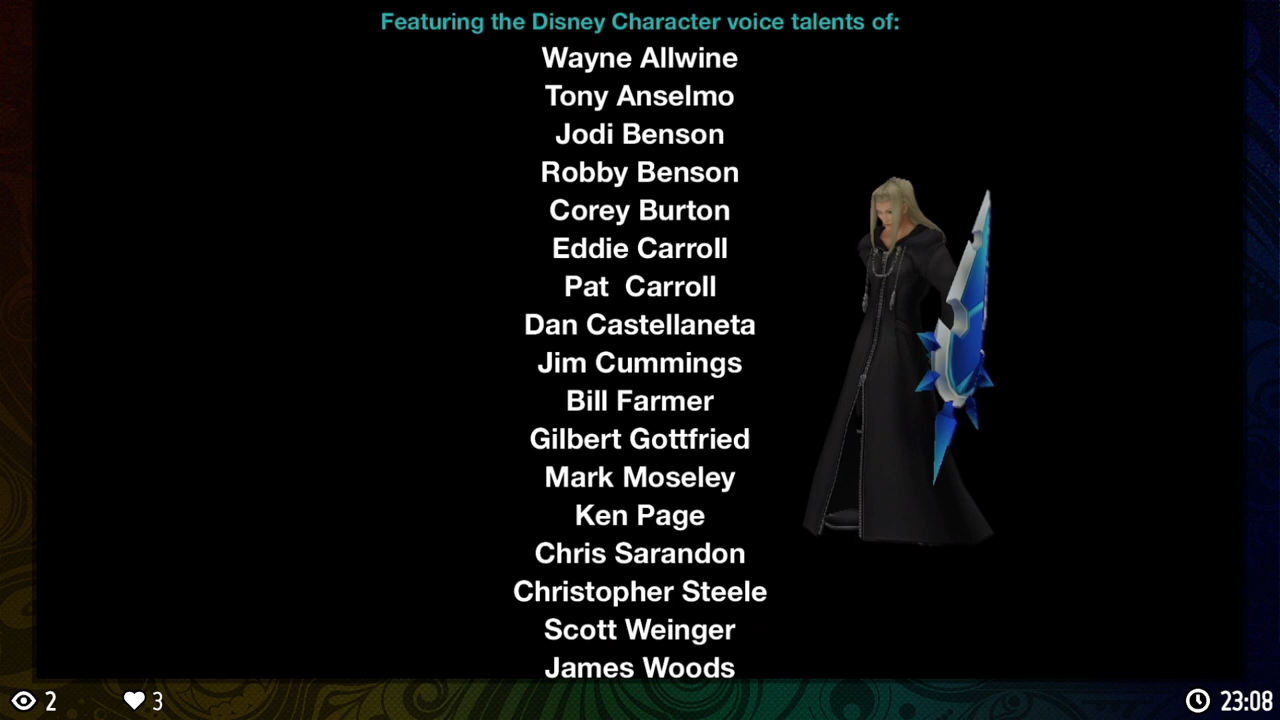 Featuring the Disney Character voice talents of:
Wayne Allwine
Tony Anselmo
Jodi Benson
Robby Benson
Corey Burton
Eddie Carroll
Pat  Carroll
Dan Castellaneta
Jim Cummings
Bill Farmer
Gilbert Gottfried
Mark Moseley
Ken Page
Chris Sarandon
Christopher Steele
Scott Weinger
James Woods
2
3
23:08